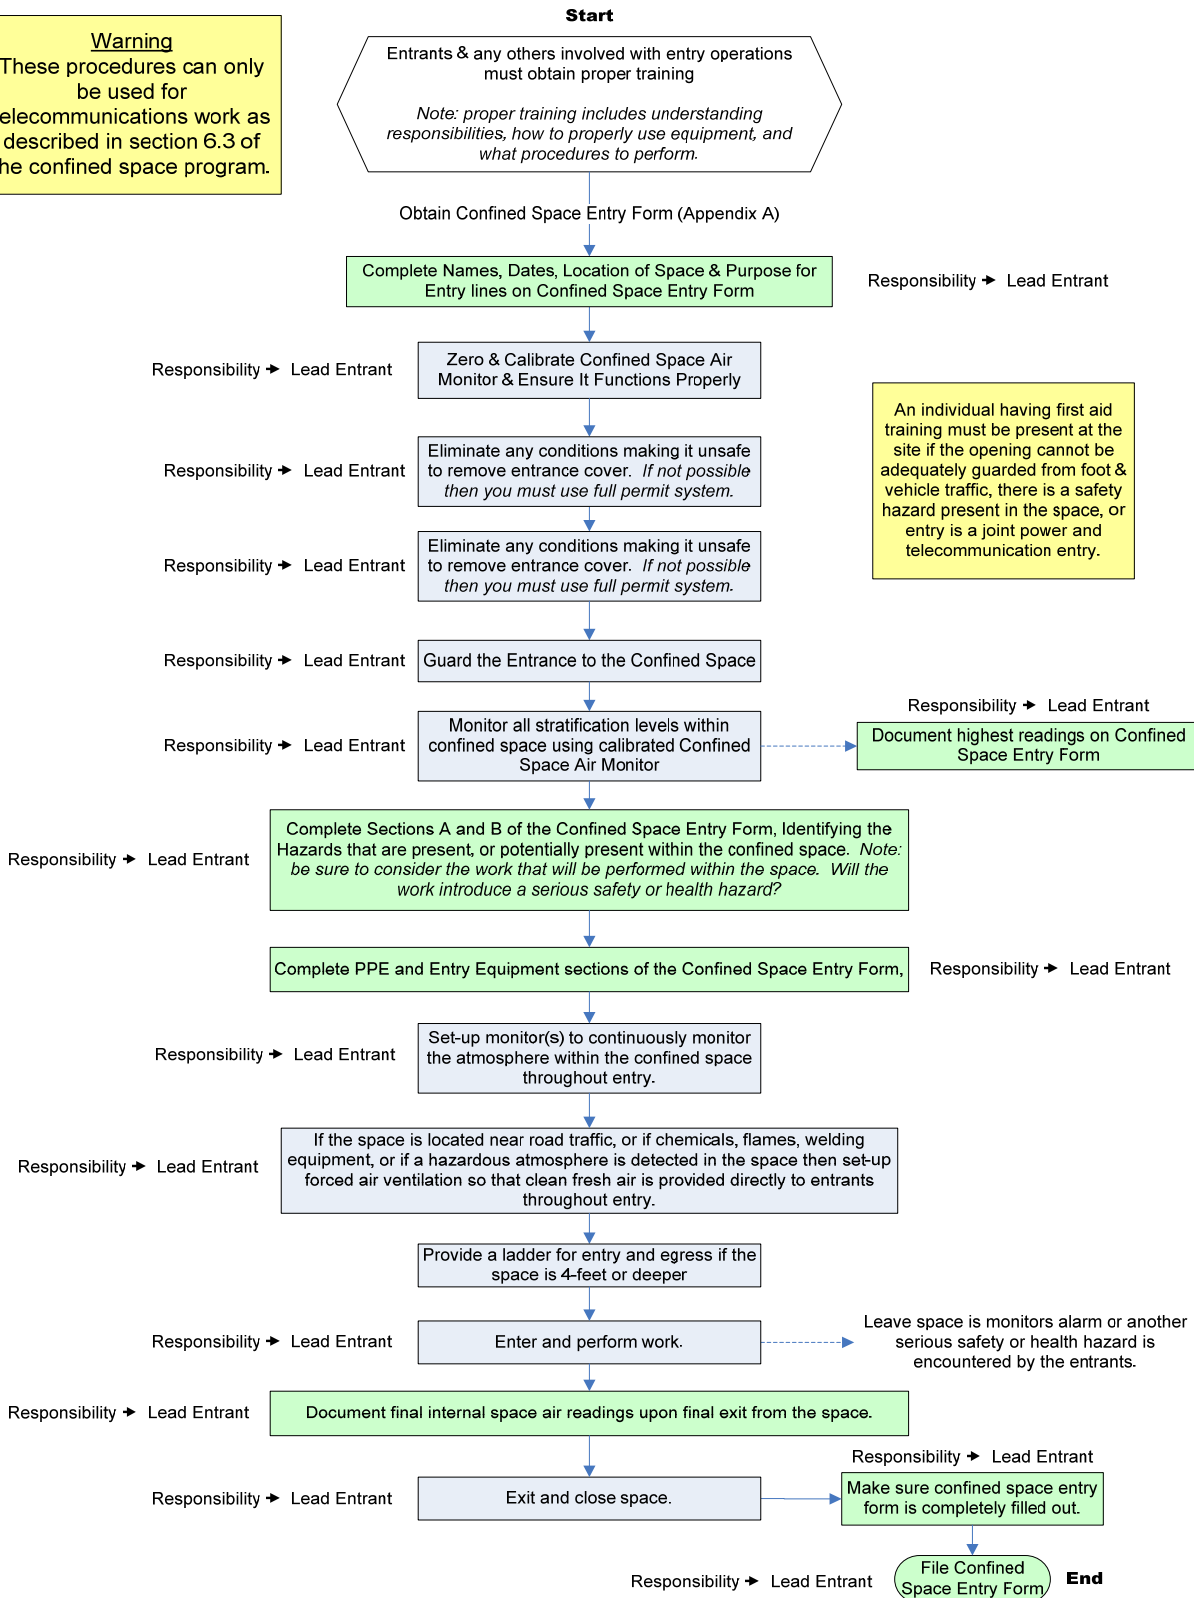 Start
Warning
These procedures can only
be used for
elecommunications work as
described in section 6.3 of
he confined space program.
Entrants & any others involved with entry operations
must obtain proper training
Note: proper training includes understanding
responsibilities, how to properly use equipment, and
what procedures to perform.
Obtain Confined Space Entry Form (Appendix A)
Complete Names, Dates, Location of Space & Purpose for
Entry lines on Confined Space Entry Form
Responsibility → Lead Entrant
Responsibility → Lead Entrant
Zero & Calibrate Confined Space Air
Monitor & Ensure It Functions Properly
An individual having first aid
training must be present at the
site if the opening cannot be
adequately guarded from foot &
vehicle traffic, there is a safety
hazard present in the space, or
entry is a joint power and
telecommunication entry.
Responsibility → Lead Entrant
Eliminate any conditions making it unsafe
to remove entrance cover. If not possible
then you must use full permit system.
Responsibility → Lead Entrant
Eliminate any conditions making it unsafe
to remove entrance cover. If not possible
then you must use full permit system.
Responsibility → Lead Entrant
Guard the Entrance to the Confined Space
Responsibility → Lead Entrant
Monitor all stratification levels within
confined space using calibrated Confined
Space Air Monitor
Responsibility → Lead Entrant
Document highest readings on Confined
Space Entry Form
Responsibility → Lead Entrant
Complete Sections A and B of the Confined Space Entry Form, Identifying the
Hazards that are present, or potentially present within the confined space. Note:
be sure to consider the work that will be performed within the space. Will the
work introduce a serious safety or health hazard?
Complete PPE and Entry Equipment sections of the Confined Space Entry Form,
Responsibility → Lead Entrant
Responsibility → Lead Entrant
Set-up monitor(s) to continuously monitor
the atmosphere within the confined space
throughout entry.
Responsibility → Lead Entrant
If the space is located near road traffic, or if chemicals, flames, welding
equipment, or if a hazardous atmosphere is detected in the space then set-up
forced air ventilation so that clean fresh air is provided directly to entrants
throughout entry.
Provide a ladder for entry and egress if the
space is 4-feet or deeper
Responsibility → Lead Entrant
Enter and perform work.
Leave space is monitors alarm or another
serious safety or health hazard is
encountered by the entrants.
Responsibility → Lead Entrant
Document final internal space air readings upon final exit from the space.
Responsibility → Lead Entrant
Exit and close space.
Responsibility → Lead Entrant
Make sure confined space entry
form is completely filled out.
Responsibility → Lead Entrant
File Confined
Space Entry Form
End